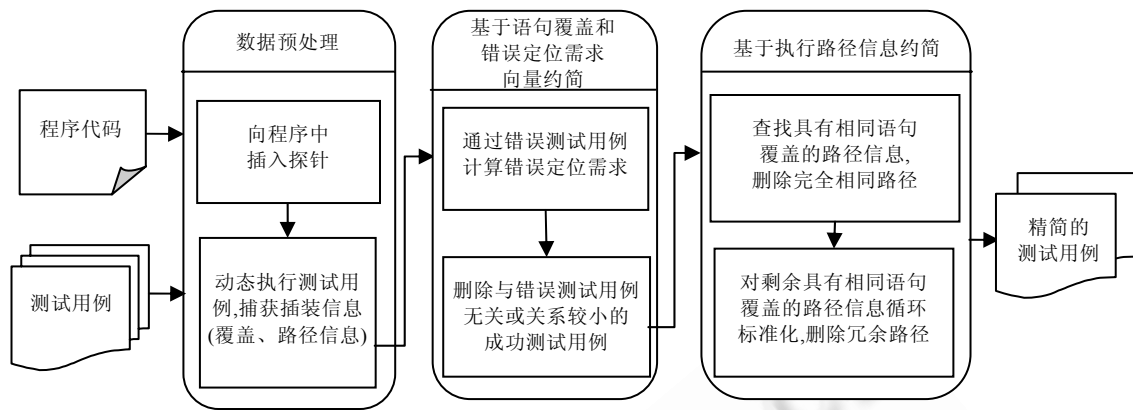 程序代码
测试用例
数据预处理
向程序中
插入探针
动态执行测试用
例,捕获插装信息
(覆盖、路径信息)
基于语句覆盖和
错误定位需求
向量约简
通过错误测试用例
计算错误定位需求
删除与错误测试用例
无关或关系较小的
成功测试用例
基于执行路径信息约简
查找具有相同语句
覆盖的路径信息,
删除完全相同路径
对剩余具有相同语句
覆盖的路径信息循环
标准化,删除冗余路径
精简的
测试用例